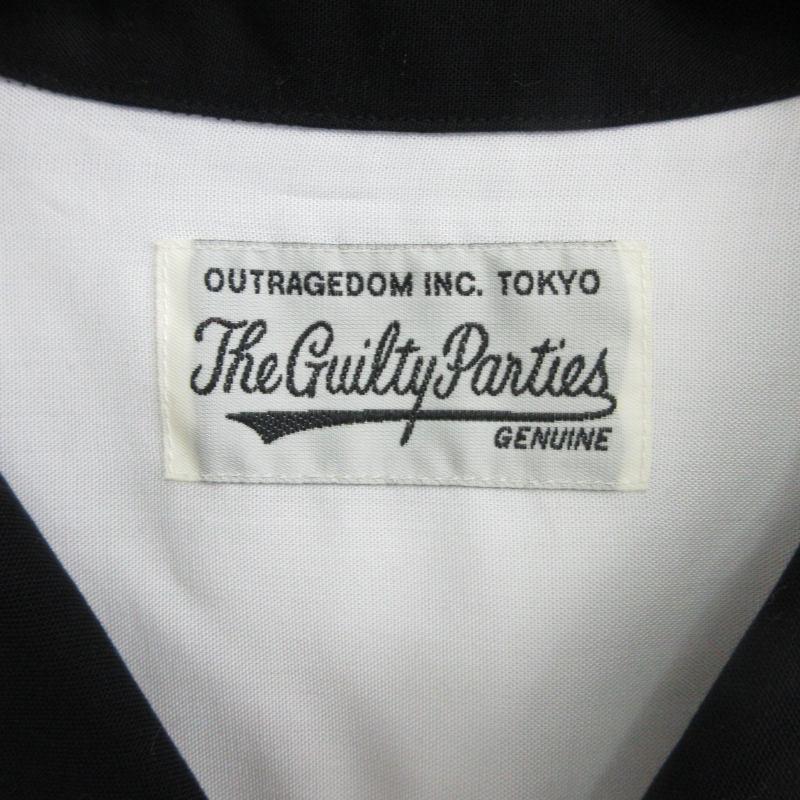 OUTRAGEDOM INC. TOKYO
The Guilty Parties
GENUINE